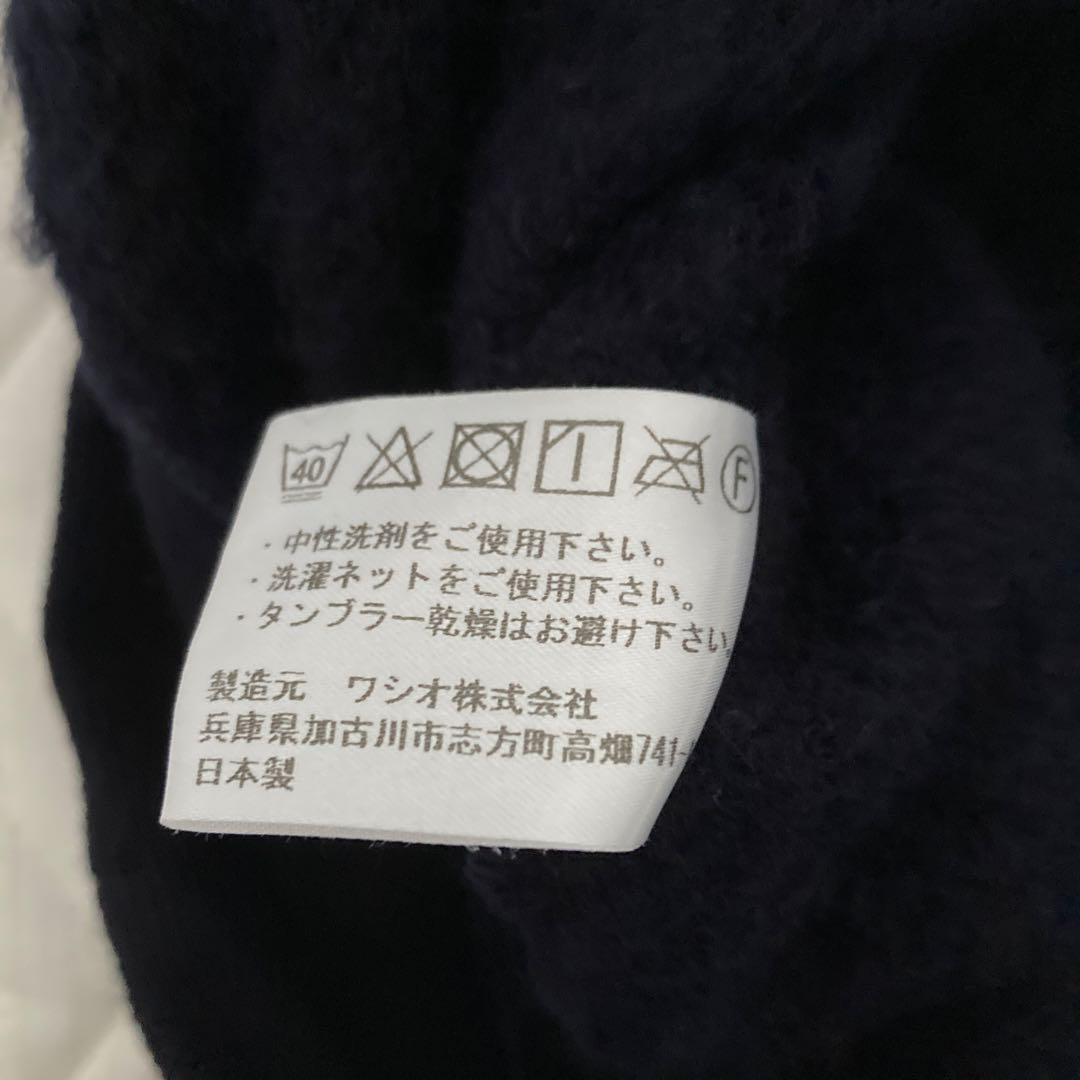 40 F
・中性洗剤をご使用下さい。
・洗濯ネットをご使用下さい。
・タンブラー乾燥はお避け下さい
製造元　ワシオ株式会社
兵庫県加古川市志方町高畑741-
日本製